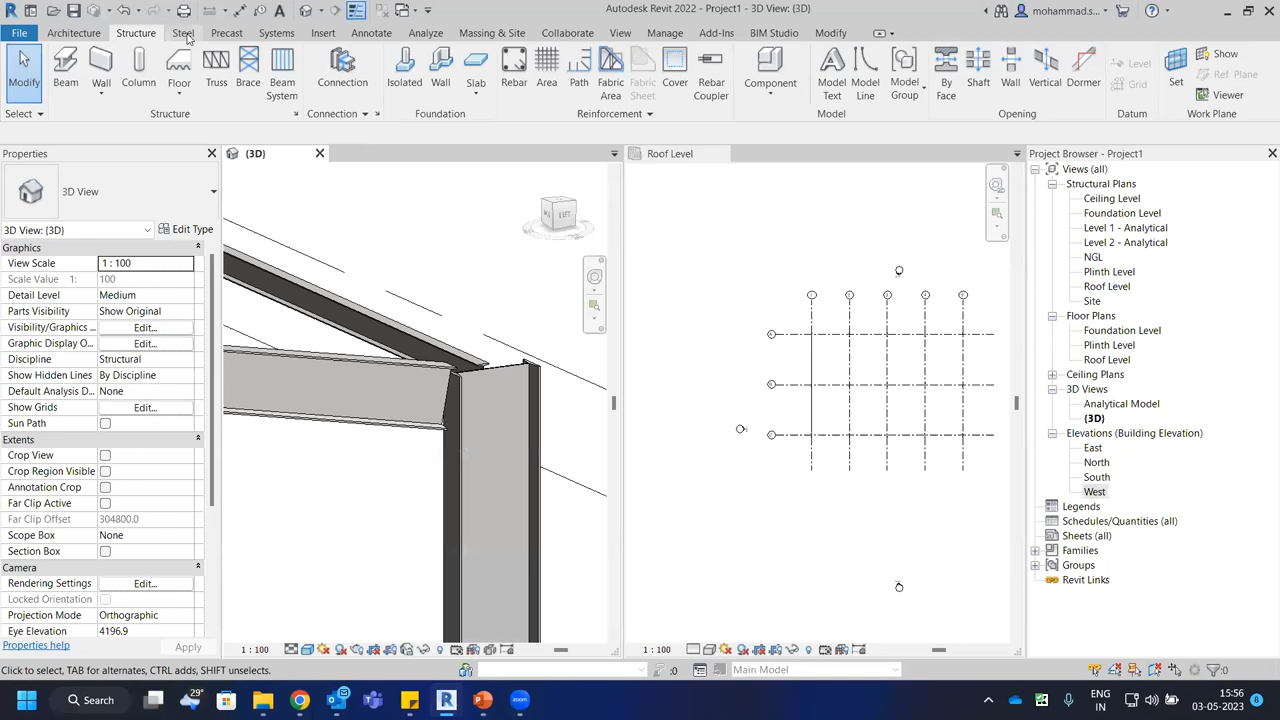 Autodesk Revit 2022 - Project1 - 3D View: {3D}
mohammad.s...
File Architecture Structure Steel Precast Systems Insert Annotate Analyze Massing & Site Collaborate View Manage Add-Ins BIM Studio Modify
Modify Beam Wall Column Floor Truss Brace Beam System Connection Isolated Wall Slab Rebar Area Path Fabric Area Fabric Sheet Cover Rebar Coupler Component Model Text Model Line Model Group By Face Shaft Wall Vertical Dormer Level Grid Set Show Ref Plane Viewer
Select Structure Connection Foundation Reinforcement Model Opening Datum Work Plane
Properties
3D View
3D View: {3D}
Edit Type
Graphics
View Scale 1 : 100
Scale Value 1: 100
Detail Level Medium
Parts Visibility Show Original
Visibility/Graphics ... Edit...
Graphic Display O... Edit...
Discipline Structural
Show Hidden Lines By Discipline
Default Analysis D... None
Show Grids Edit...
Sun Path
Extents
Crop View
Crop Region Visible
Annotation Crop
Far Clip Active
Far Clip Offset 304800.0
Scope Box None
Section Box
Camera
Rendering Settings Edit...
Locked Orientation
Projection Mode Orthographic
Eye Elevation 4196.9
Properties help
Apply
{3D}
LEFT
1 : 100
Roof Level
1 : 100
Project Browser - Project1
Views (all)
Structural Plans
Ceiling Level
Foundation Level
Level 1 - Analytical
Level 2 - Analytical
NGL
Plinth Level
Roof Level
Site
Floor Plans
Foundation Level
Plinth Level
Roof Level
Ceiling Plans
3D Views
Analytical Model
{3D}
Elevations (Building Elevation)
East
North
South
West
Legends
Schedules/Quantities (all)
Sheets (all)
Families
Groups
Revit Links
Click to select, TAB for alternates, CTRL adds, SHIFT unselects.
:0
Main Model
:0
Search
29°
ENG
IN
15:56
03-05-2023
8